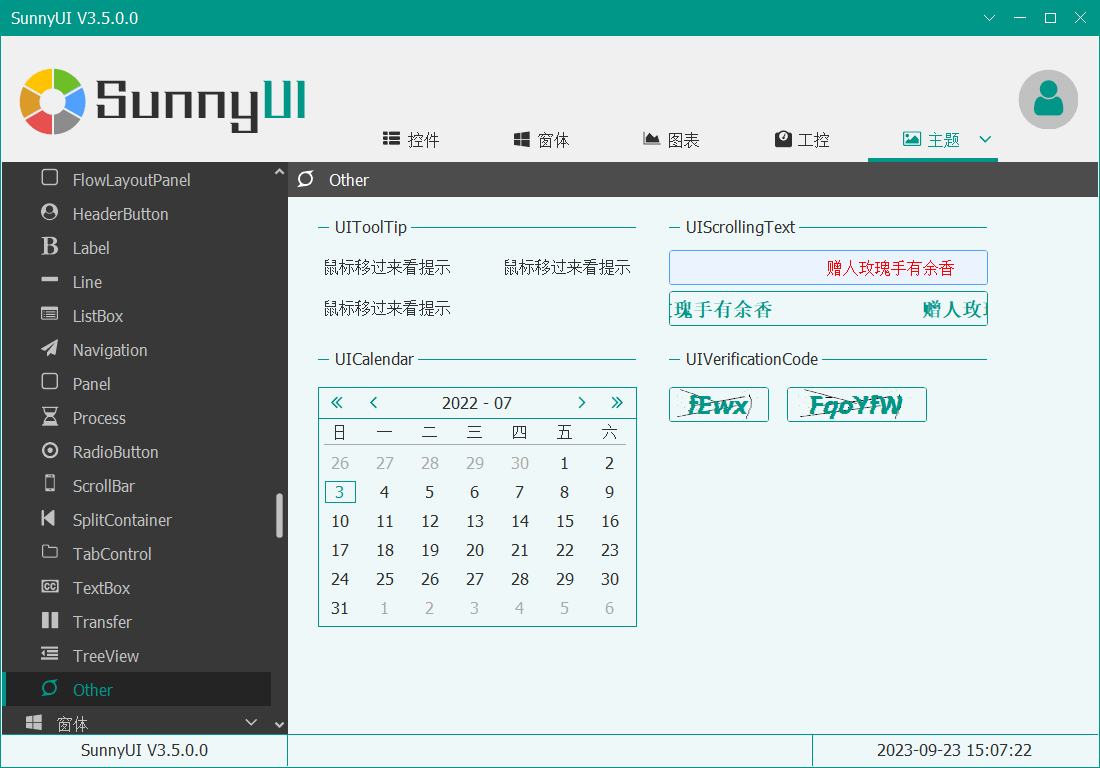 SunnyUI V3.5.0.0
SunnyUI
控件 窗体 图表 工控 主题
FlowLayoutPanel
HeaderButton
Label
Line
ListBox
Navigation
Panel
Process
RadioButton
ScrollBar
SplitContainer
TabControl
TextBox
Transfer
TreeView
Other
窗体
Other
UIToolTip
鼠标移过来看提示 鼠标移过来看提示
鼠标移过来看提示
UIScrollingText
赠人玫瑰手有余香
瑰手有余香 赠人玫
UICalendar
2022 - 07
日 一 二 三 四 五 六
26 27 28 29 30 1 2
3 4 5 6 7 8 9
10 11 12 13 14 15 16
17 18 19 20 21 22 23
24 25 26 27 28 29 30
31 1 2 3 4 5 6
UIVerificationCode
fEwx FqoYfW
SunnyUI V3.5.0.0
2023-09-23 15:07:22